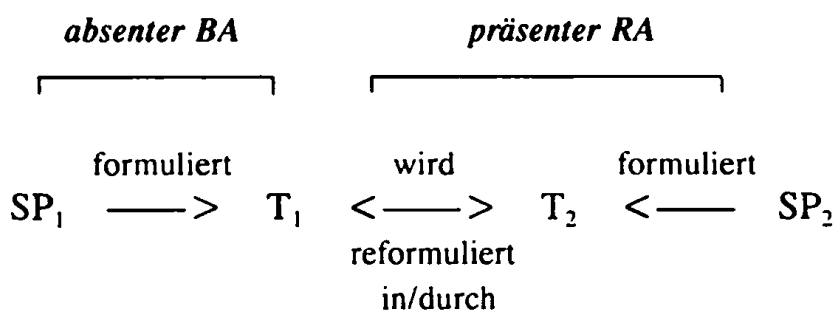 absenter BA präsenter RA
formuliert wird formuliert
SP₁ ——> T₁ <——> T₂ <—— SP₂
reformuliert
in/durch